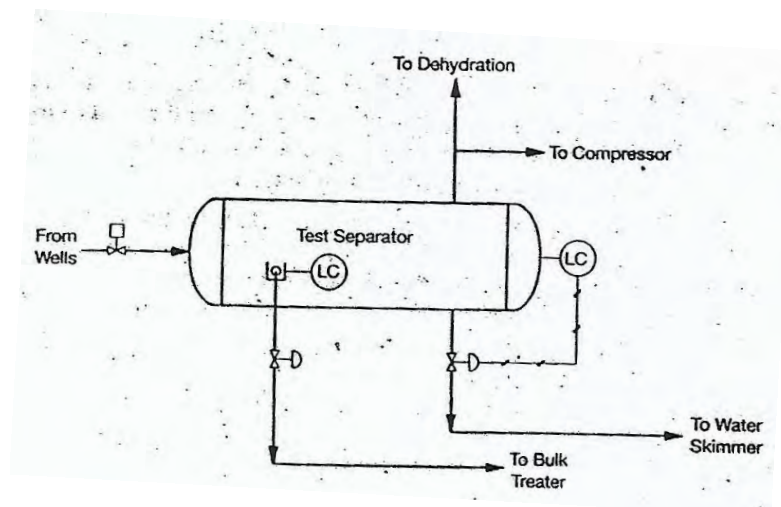 To Dehydration
To Compressor
From
Wells
Test Separator
LC
LC
To Water
Skimmer
To Bulk
Treater